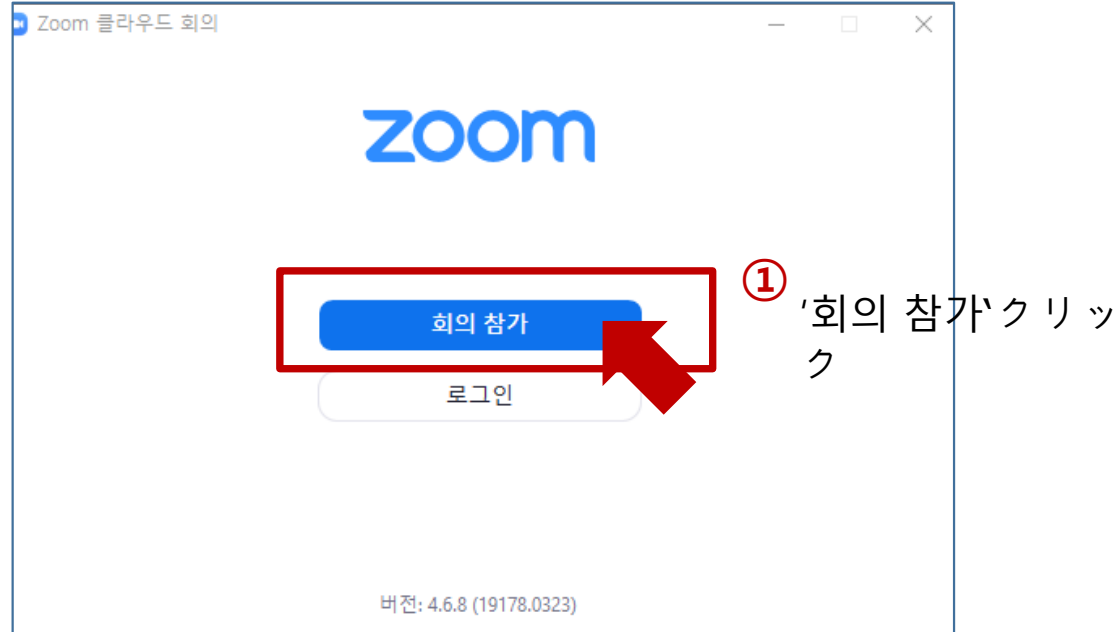 Zoom 클라우드 회의
zoom
회의 참가
로그인
버전: 4.6.8 (19178.0323)
①
'회의 참가'クリッ
ク